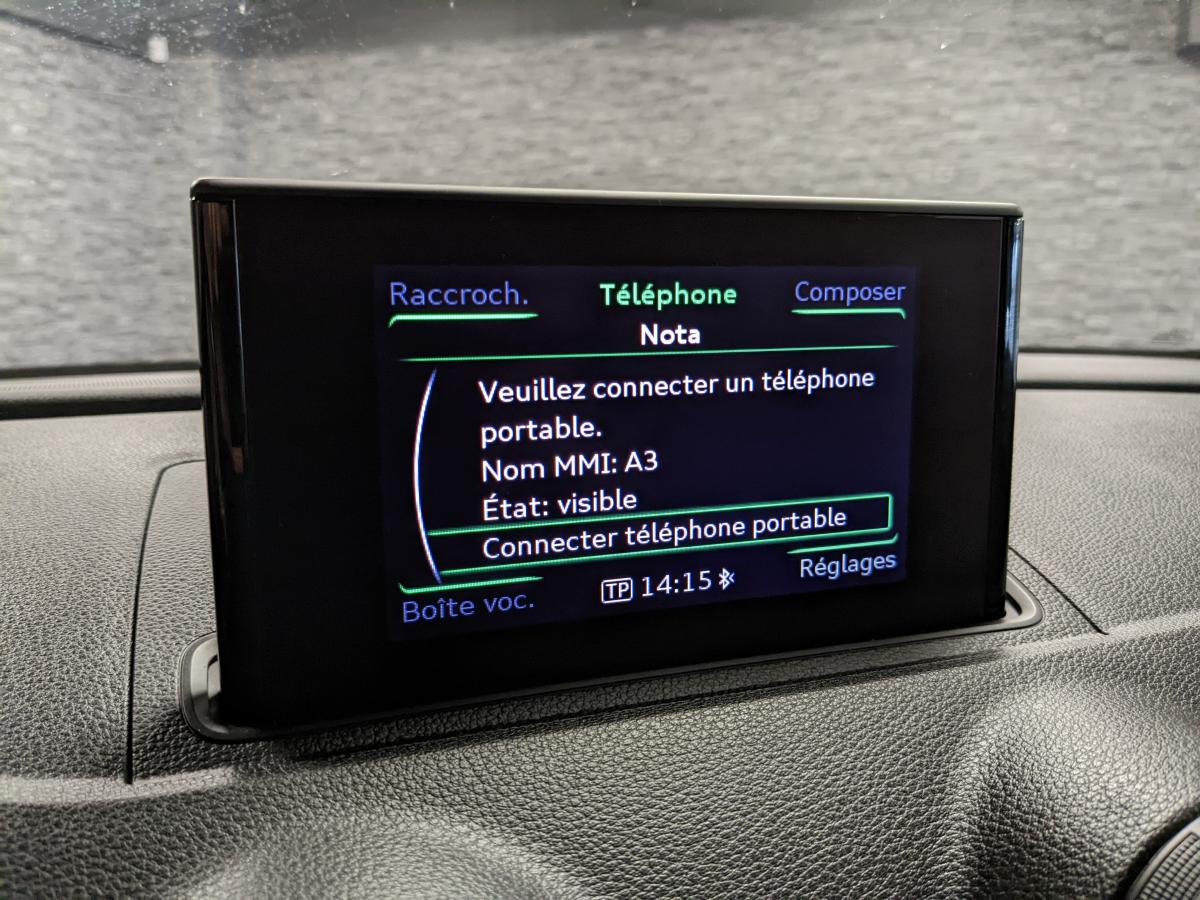 Raccroch. Téléphone Composer
Nota
Veuillez connecter un téléphone
portable.
Nom MMI: A3
État: visible
Connecter téléphone portable
Boîte voc. TP 14:15 Réglages